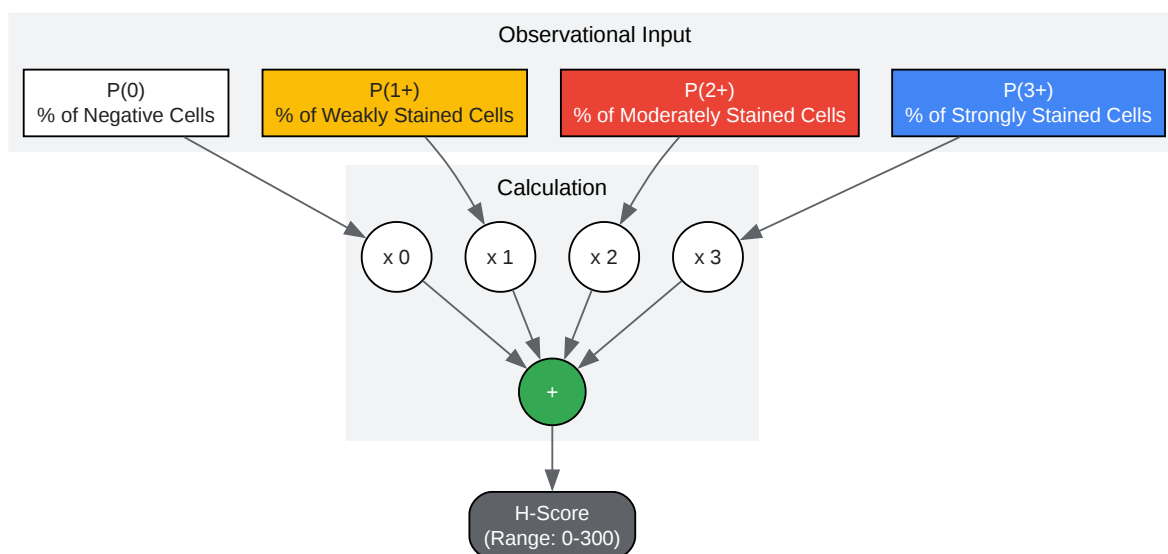 Observational Input
P(0)
% of Negative Cells
P(1+)
% of Weakly Stained Cells
P(2+)
% of Moderately Stained Cells
P(3+)
% of Strongly Stained Cells
Calculation
x 0
x 1
x 2
x 3
+
H-Score
(Range: 0-300)